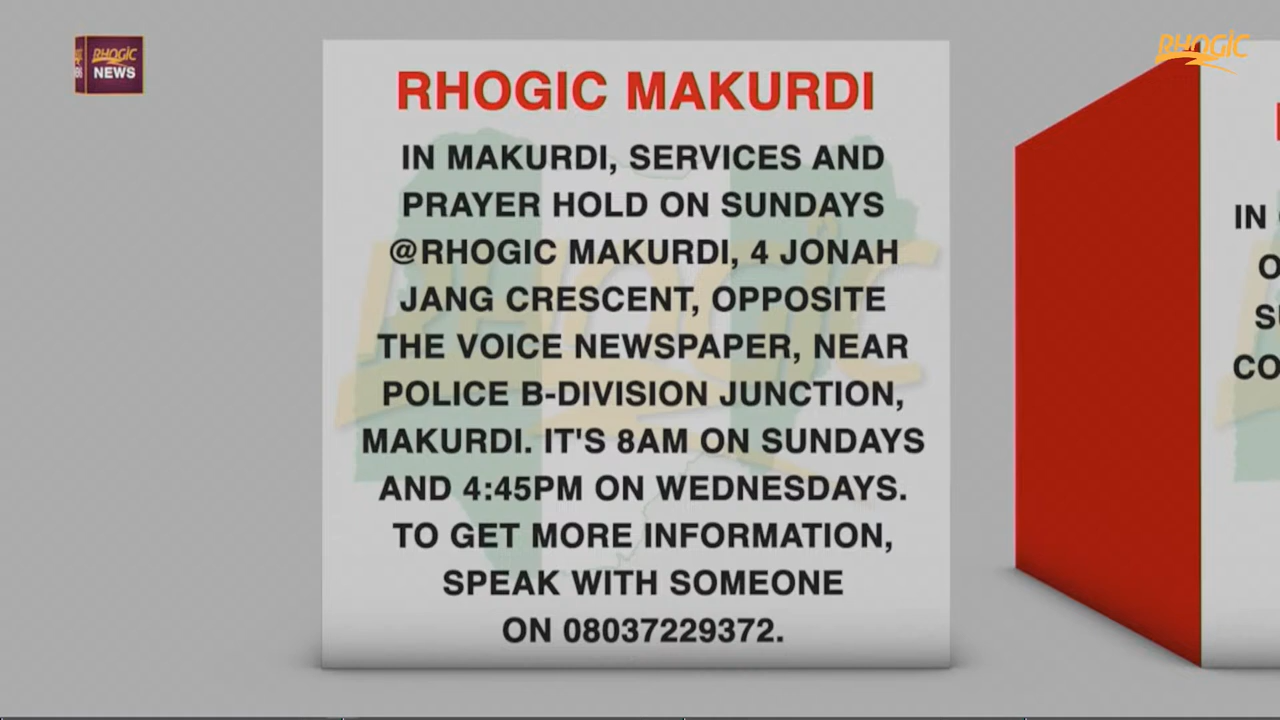 RHOGIC
NEWS
RHOGIC
RHOGIC MAKURDI
IN MAKURDI, SERVICES AND
PRAYER HOLD ON SUNDAYS
@RHOGIC MAKURDI, 4 JONAH
JANG CRESCENT, OPPOSITE
THE VOICE NEWSPAPER, NEAR
POLICE B-DIVISION JUNCTION,
MAKURDI. IT'S 8AM ON SUNDAYS
AND 4:45PM ON WEDNESDAYS.
TO GET MORE INFORMATION,
SPEAK WITH SOMEONE
ON 08037229372.
RHOGIC
IN
CO